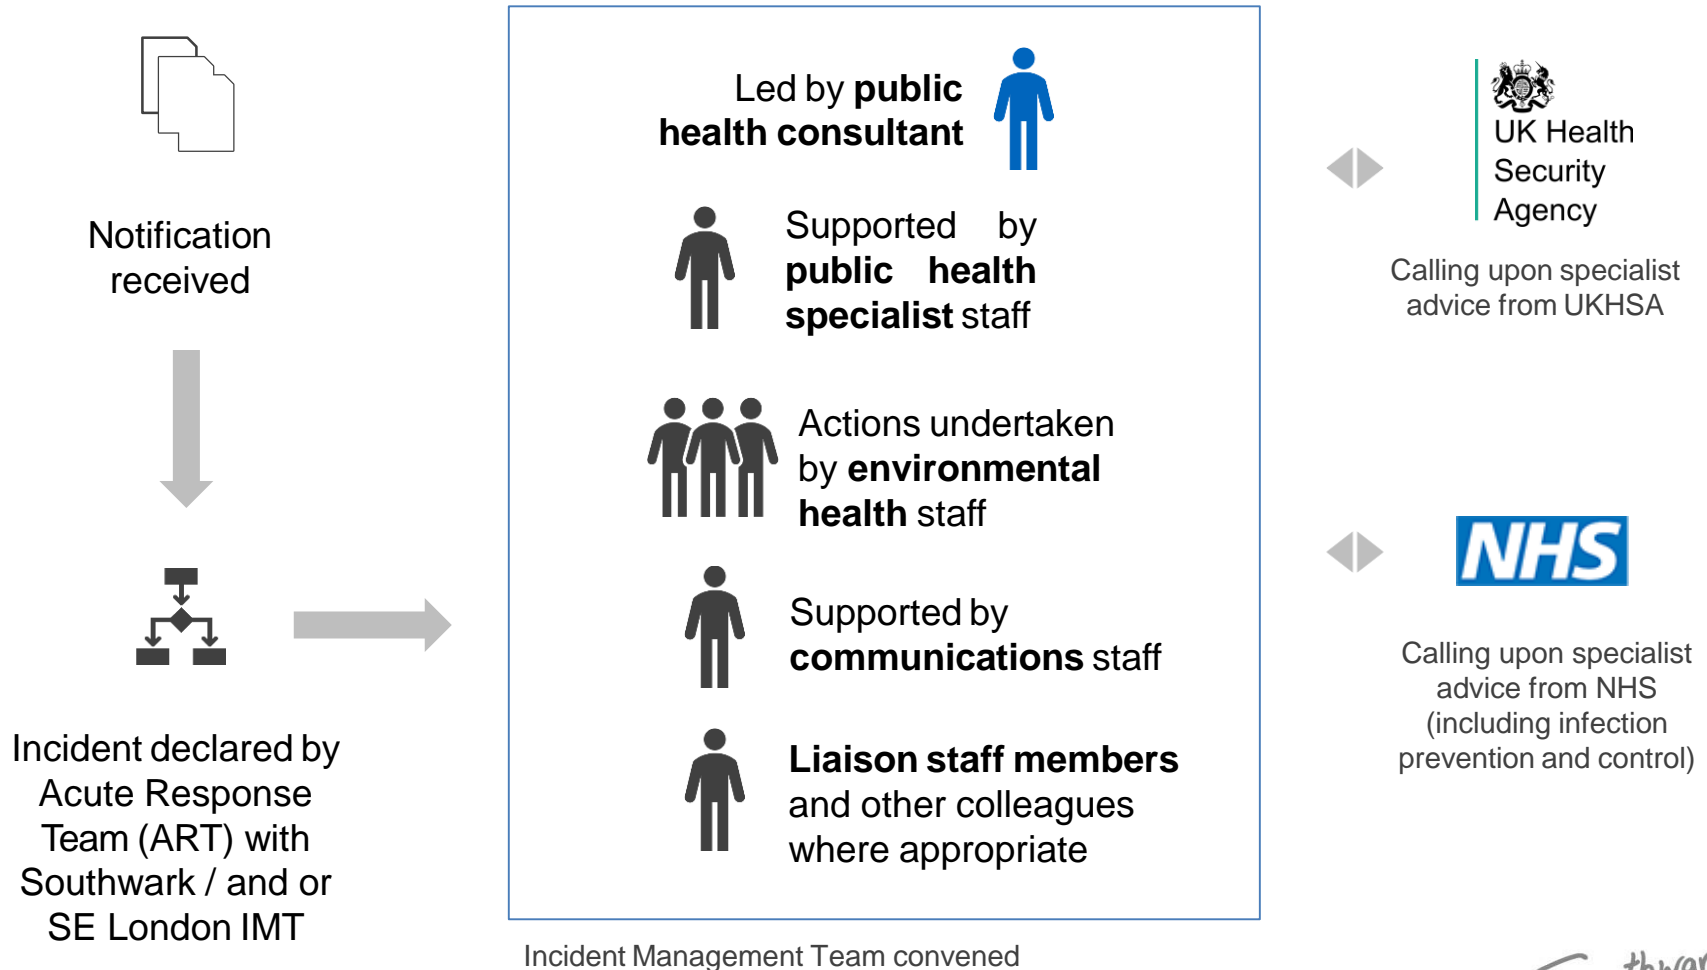 Notification
received
Incident declared by
Acute Response
Team (ART) with
Southwark / and or
SE London IMT
Led by public
health consultant
Supported by
public health
specialist staff
Actions undertaken
by environmental
health staff
Supported by
communications staff
Liaison staff members
and other colleagues
where appropriate
Incident Management Team convened
UK Health
Security
Agency
Calling upon specialist
advice from UKHSA
NHS
Calling upon specialist
advice from NHS
(including infection
prevention and control)